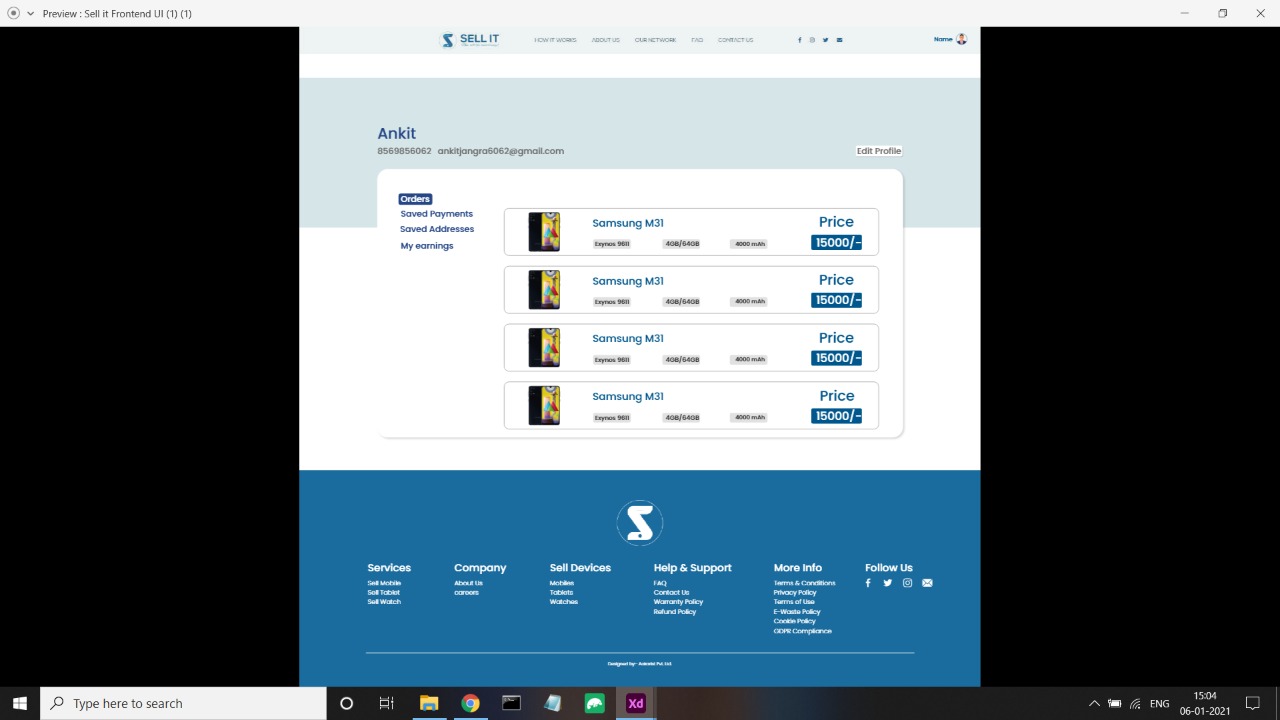 Preview : Sell it Frontend UI (1) (1)
SELL IT
HOW IT WORKS ABOUT US OUR NETWORK FAQ CONTACT US
Name
Ankit
8569856062 ankitjangra6062@gmail.com
Edit Profile
Orders
Saved Payments
Saved Addresses
My earnings
Samsung M31 Price
Exynos 9611 4GB/64GB 4000 mAh 15000/-
Samsung M31 Price
Exynos 9611 4GB/64GB 4000 mAh 15000/-
Samsung M31 Price
Exynos 9611 4GB/64GB 4000 mAh 15000/-
Samsung M31 Price
Exynos 9611 4GB/64GB 4000 mAh 15000/-
Services Company Sell Devices Help & Support More Info Follow Us
Sell Mobile About Us Mobiles FAQ Terms & Conditions
Sell Tablet careers Tablets Contact Us Privacy Policy
Sell Watch Watches Warranty Policy Terms of Use
Refund Policy E-Waste Policy
Cookie Policy
GDPR Compliance
Designed by:- Pvt. Ltd.
Type here to search
Xd
ENG
15:04
06-01-2021